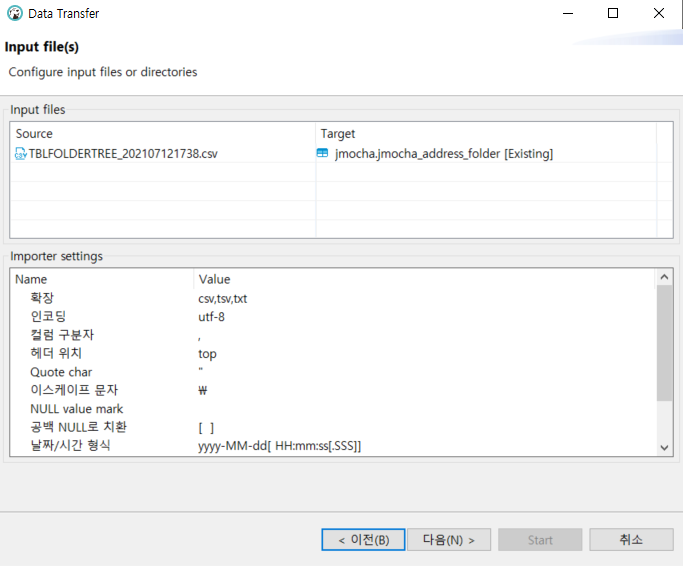 Data Transfer
Input file(s)
Configure input files or directories
Input files
Source Target
TBLFOLDERTREE_202107121738.csv jmocha.jmocha_address_folder [Existing]
Importer settings
Name Value
확장 csv,tsv,txt
인코딩 utf-8
컬럼 구분자 ,
헤더 위치 top
Quote char "
이스케이프 문자 ₩
NULL value mark
공백 NULL로 치환 [ ]
날짜/시간 형식 yyyy-MM-dd[ HH:mm:ss[.SSS]]
< 이전(B) 다음(N) > Start 취소